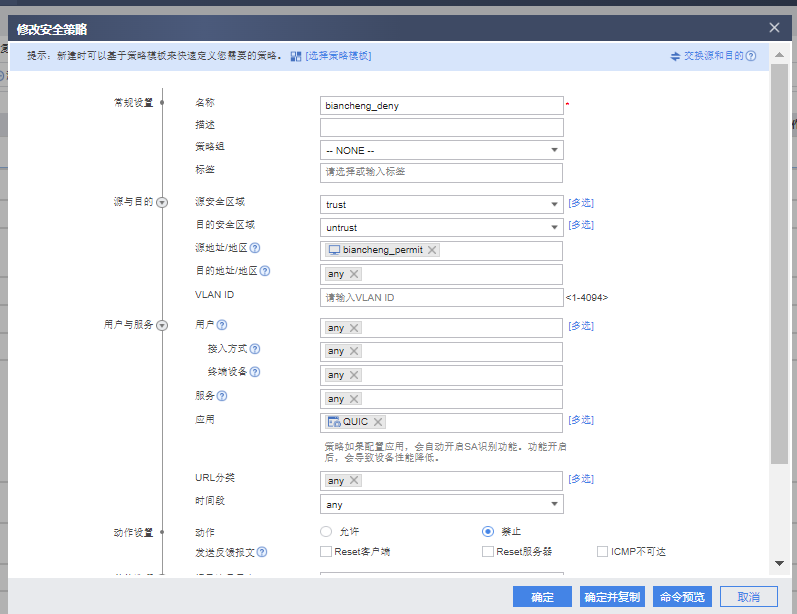 修改安全策略
提示：新建时可以基于策略模板来快速定义您需要的策略。 [选择策略模板] 交换源和目的
常规设置 名称 biancheng_deny *
描述
策略组 -- NONE --
标签 请选择或输入标签
源与目的 源安全区域 trust [多选]
目的安全区域 untrust [多选]
源地址/地区 biancheng_permit
目的地址/地区 any
VLAN ID 请输入VLAN ID <1-4094>
用户与服务 用户 any [多选]
接入方式 any
终端设备 any
服务 any
应用 QUIC [多选]
策略如果配置应用，会自动开启SA识别功能。功能开启
后，会导致设备性能降低。
URL分类 any [多选]
时间段 any
动作设置 动作 允许 禁止
发送反馈报文 Reset客户端 Reset服务器 ICMP不可达
确定 确定并复制 命令预览 取消